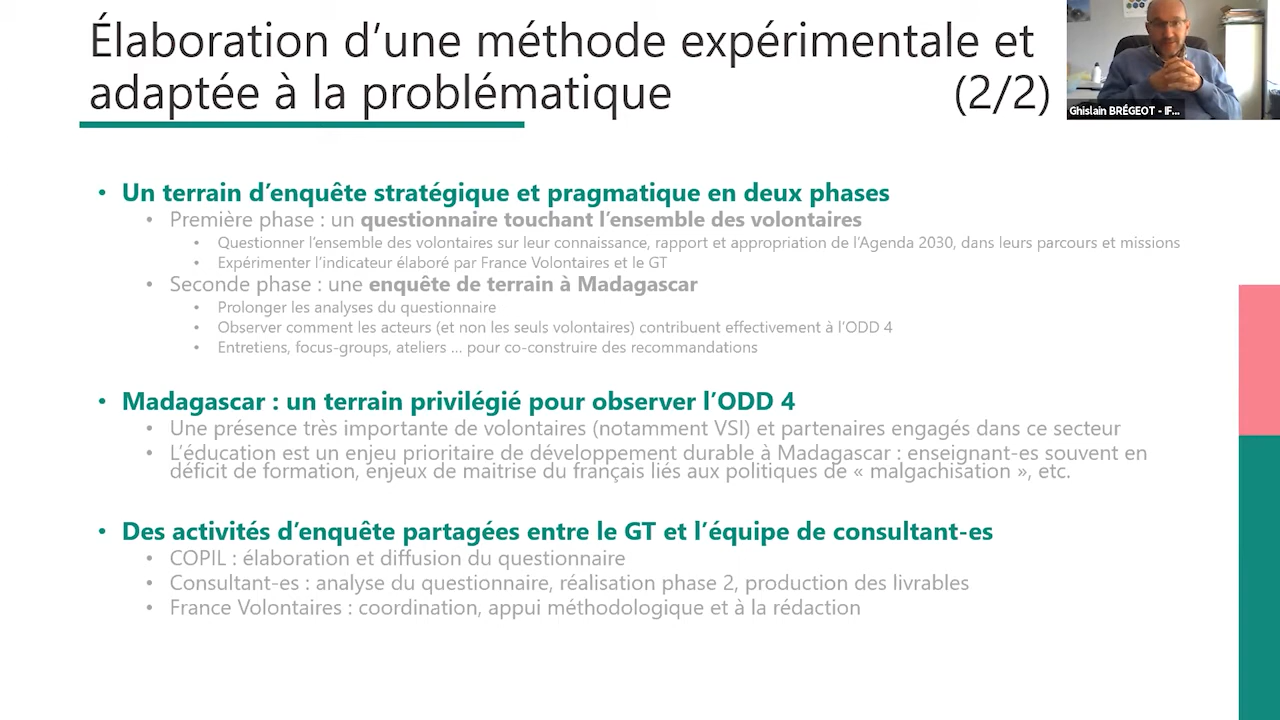 Élaboration d’une méthode expérimentale et
adaptée à la problématique (2/2)
Ghislain BRÉGEOT - IF...
• Un terrain d’enquête stratégique et pragmatique en deux phases
• Première phase : un questionnaire touchant l’ensemble des volontaires
• Questionner l’ensemble des volontaires sur leur connaissance, rapport et appropriation de l’Agenda 2030, dans leurs parcours et missions
• Expérimenter l’indicateur élaboré par France Volontaires et le GT
• Seconde phase : une enquête de terrain à Madagascar
• Prolonger les analyses du questionnaire
• Observer comment les acteurs (et non les seuls volontaires) contribuent effectivement à l’ODD 4
• Entretiens, focus-groups, ateliers ... pour co-construire des recommandations
• Madagascar : un terrain privilégié pour observer l’ODD 4
• Une présence très importante de volontaires (notamment VSI) et partenaires engagés dans ce secteur
• L’éducation est un enjeu prioritaire de développement durable à Madagascar : enseignant-es souvent en
déficit de formation, enjeux de maitrise du français liés aux politiques de « malgachisation », etc.
• Des activités d’enquête partagées entre le GT et l’équipe de consultant-es
• COPIL : élaboration et diffusion du questionnaire
• Consultant-es : analyse du questionnaire, réalisation phase 2, production des livrables
• France Volontaires : coordination, appui méthodologique et à la rédaction